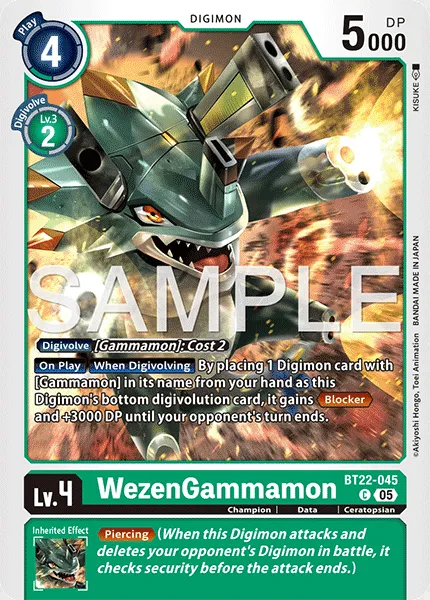 DIGIMON
Play
4
DP
5000
Digivolve
Lv.3
2
KISUKE
SAMPLE
©Akiyoshi Hongo, Toei Animation BANDAI MADE IN JAPAN
Digivolve [Gammamon]: Cost 2
On Play When Digivolving By placing 1 Digimon card with
[Gammamon] in its name from your hand as this
Digimon's bottom digivolution card, it gains Blocker
and +3000 DP until your opponent's turn ends.
Lv.4 WezenGammamon BT22-045
C 05
Champion Data Ceratopsian
Inherited Effect
Piercing (When this Digimon attacks and
deletes your opponent's Digimon in battle, it
checks security before the attack ends.)